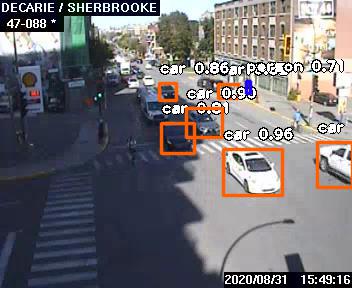 DECARIE / SHERBROOKE
47-088 *
car 0.86
person 0.71
car 0.90
car 0.81
car 0.96
car
2020/08/31 15:49:16